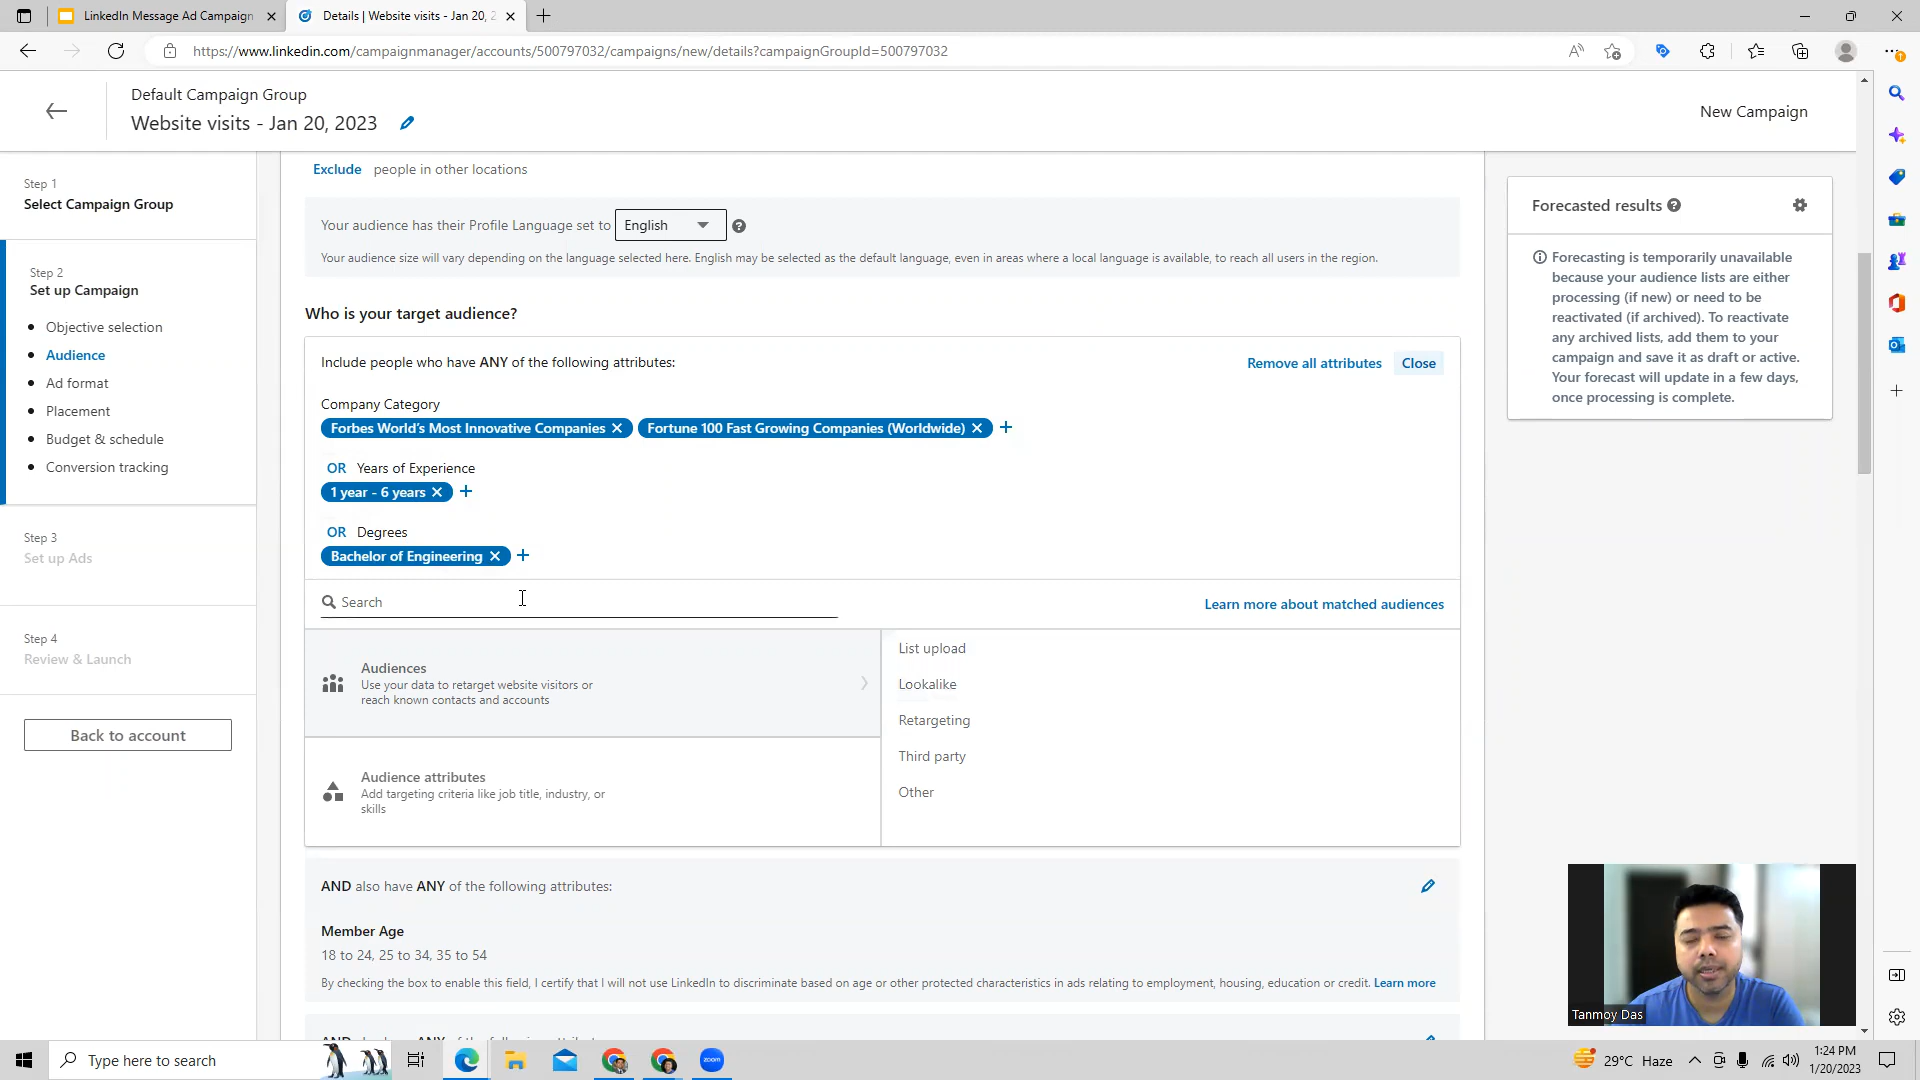 LinkedIn Message Ad Campaign
Details | Website visits - Jan 20, 2
https://www.linkedin.com/campaignmanager/accounts/500797032/campaigns/new/details?campaignGroupId=500797032
Default Campaign Group
Website visits - Jan 20, 2023
New Campaign
Step 1
Select Campaign Group
Step 2
Set up Campaign
Objective selection
Audience
Ad format
Placement
Budget & schedule
Conversion tracking
Step 3
Set up Ads
Step 4
Review & Launch
Back to account
Exclude people in other locations
Your audience has their Profile Language set to English
Your audience size will vary depending on the language selected here. English may be selected as the default language, even in areas where a local language is available, to reach all users in the region.
Who is your target audience?
Include people who have ANY of the following attributes:
Remove all attributes
Close
Company Category
Forbes World's Most Innovative Companies
Fortune 100 Fast Growing Companies (Worldwide)
OR Years of Experience
1 year - 6 years
OR Degrees
Bachelor of Engineering
Search
Learn more about matched audiences
Audiences
Use your data to retarget website visitors or
reach known contacts and accounts
Audience attributes
Add targeting criteria like job title, industry, or
skills
List upload
Lookalike
Retargeting
Third party
Other
AND also have ANY of the following attributes:
Member Age
18 to 24, 25 to 34, 35 to 54
By checking the box to enable this field, I certify that I will not use LinkedIn to discriminate based on age or other protected characteristics in ads relating to employment, housing, education or credit. Learn more
Forecasted results
Forecasting is temporarily unavailable
because your audience lists are either
processing (if new) or need to be
reactivated (if archived). To reactivate
any archived lists, add them to your
campaign and save it as draft or active.
Your forecast will update in a few days,
once processing is complete.
Tanmoy Das
Type here to search
zoom
29°C Haze
1:24 PM
1/20/2023